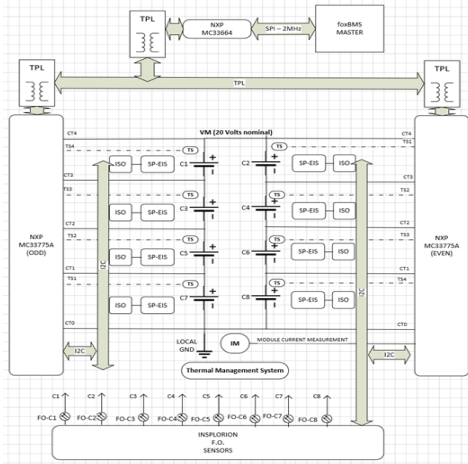 TPL
NXP
MC33664
SPI - 2MHz
foxBMS
MASTER
TPL
TPL
TPL
CT4
VM (20 Volts nominal)
CT4
TS4
TS
TS
TS1
ISO
SP-EIS
C1
C2
SP-EIS
ISO
CT3
CT3
TS3
TS
TS
TS2
ISO
SP-EIS
C3
C4
SP-EIS
ISO
CT2
CT2
NXP
MC33775A
(ODD)
NXP
MC33775A
(EVEN)
TS2
TS
TS
TS3
ISO
SP-EIS
C5
C6
SP-EIS
ISO
I2C
I2C
CT1
CT1
TS1
TS
TS
TS4
ISO
SP-EIS
C7
C8
SP-EIS
ISO
CT0
CT0
LOCAL
GND
IM
MODULE CURRENT MEASUREMENT
I2C
I2C
Thermal Management System
C1
C2
C3
C4
C5
C6
C7
C8
FO-C1
FO-C2
FO-C3
FO-C4
FO-C5
FO-C6
FO-C7
FO-C8
INSPLORION
F.O.
SENSORS